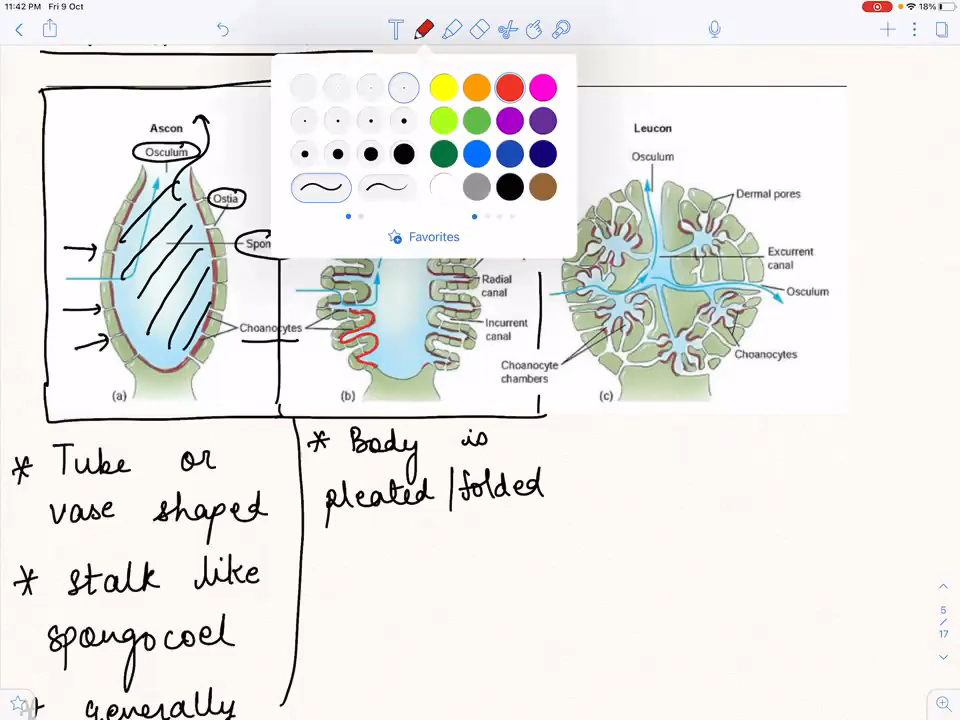 11:42 PM Fri 9 Oct
18%
T
Favorites
Ascon
Osculum
Ostia
Spon
Choanocytes
(a)
Radial
canal
Incurrent
canal
(b)
Leucon
Osculum
Dermal pores
Excurrent
canal
Osculum
Choanocytes
Choanocyte
chambers
(c)
* Tube or
vase shaped
* stalk like
spongocoel
* generally
* Body is
pleated /folded
5
/
17